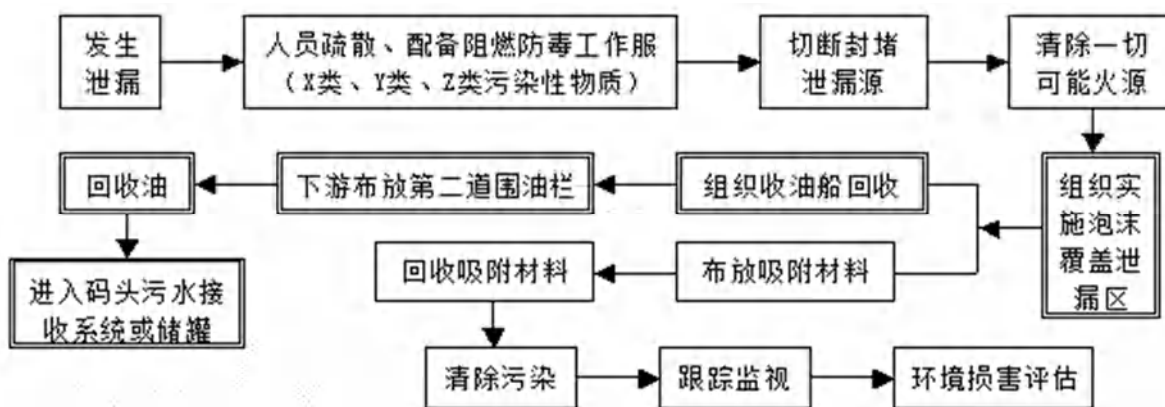 发生
泄漏
人员疏散、配备阻燃防毒工作服
（X类、Y类、Z类污染性物质）
切断封堵
泄漏源
清除一切
可能火源
组织实
施泡沫
覆盖泄
漏区
组织收油船回收
下游布放第二道围油栏
回收油
进入码头污水接
收系统或储罐
布放吸附材料
回收吸附材料
清除污染
跟踪监视
环境损害评估